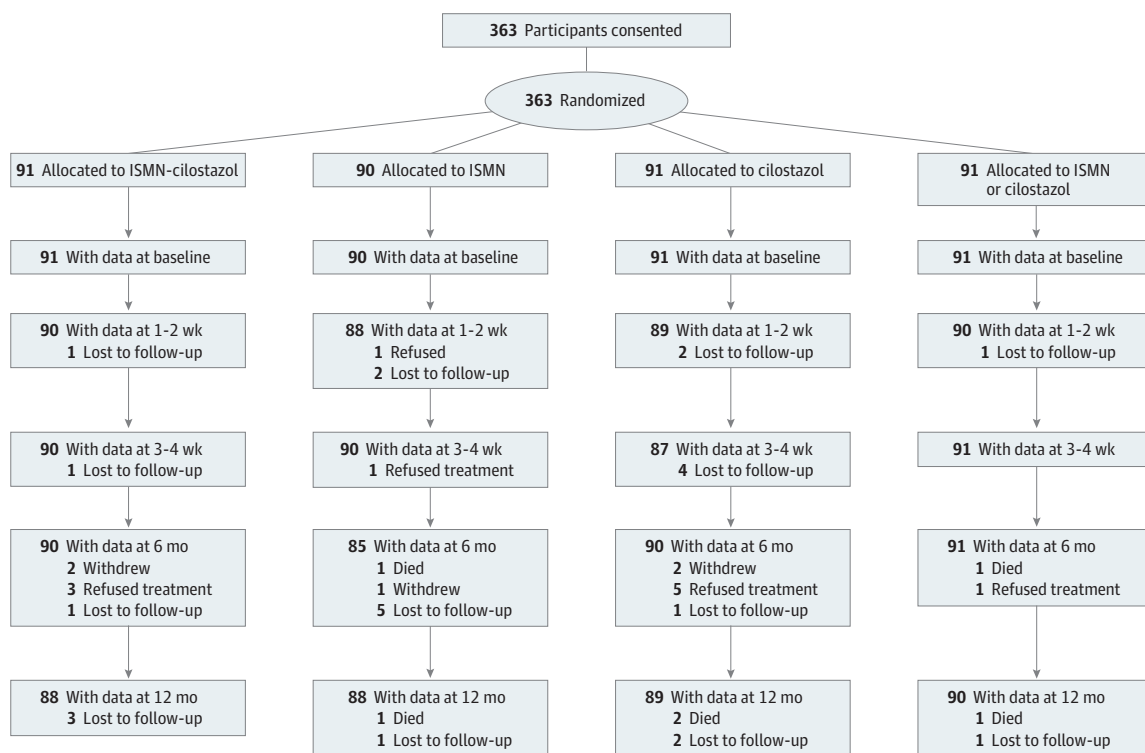 363 Participants consented
363 Randomized
91 Allocated to ISMN-cilostazol
90 Allocated to ISMN
91 Allocated to cilostazol
91 Allocated to ISMN
or cilostazol
91 With data at baseline
90 With data at baseline
91 With data at baseline
91 With data at baseline
90 With data at 1-2 wk
1 Lost to follow-up
88 With data at 1-2 wk
1 Refused
2 Lost to follow-up
89 With data at 1-2 wk
2 Lost to follow-up
90 With data at 1-2 wk
1 Lost to follow-up
90 With data at 3-4 wk
1 Lost to follow-up
90 With data at 3-4 wk
1 Refused treatment
87 With data at 3-4 wk
4 Lost to follow-up
91 With data at 3-4 wk
90 With data at 6 mo
2 Withdrew
3 Refused treatment
1 Lost to follow-up
85 With data at 6 mo
1 Died
1 Withdrew
5 Lost to follow-up
90 With data at 6 mo
2 Withdrew
5 Refused treatment
1 Lost to follow-up
91 With data at 6 mo
1 Died
1 Refused treatment
88 With data at 12 mo
3 Lost to follow-up
88 With data at 12 mo
1 Died
1 Lost to follow-up
89 With data at 12 mo
2 Died
2 Lost to follow-up
90 With data at 12 mo
1 Died
1 Lost to follow-up